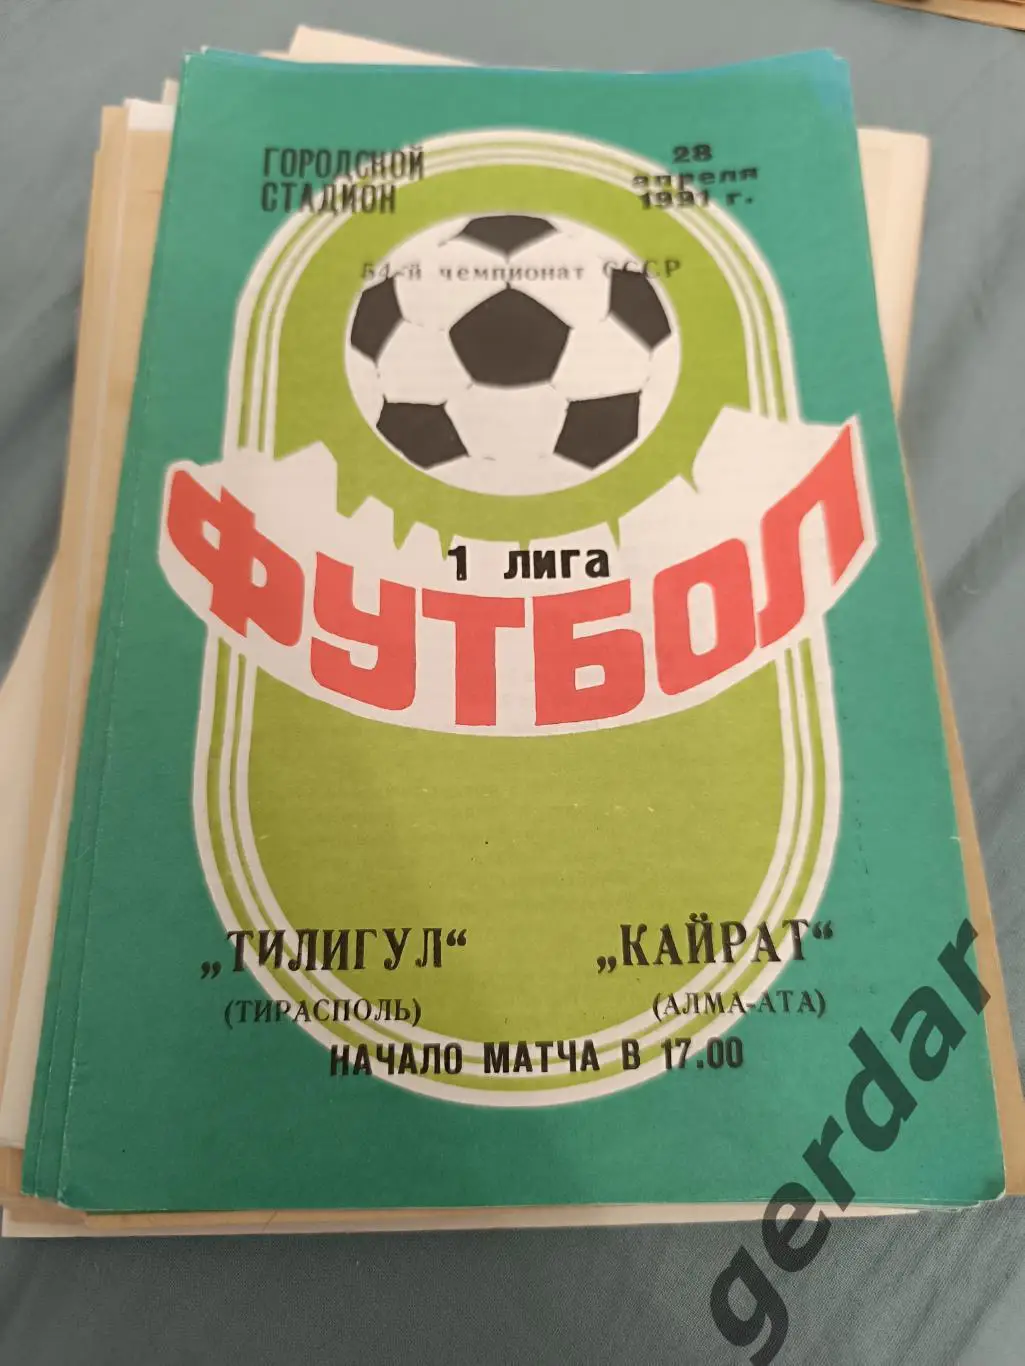 ГОРОДСКОЙ
СТАДИОН
28
апреля
1991 г.
54-й чемпионат СССР
1 лига
ФУТБОЛ
„ТИЛИГУЛ“ „КАЙРАТ“
(ТИРАСПОЛЬ) (АЛМА-АТА)
НАЧАЛО МАТЧА В 17.00
gerdar